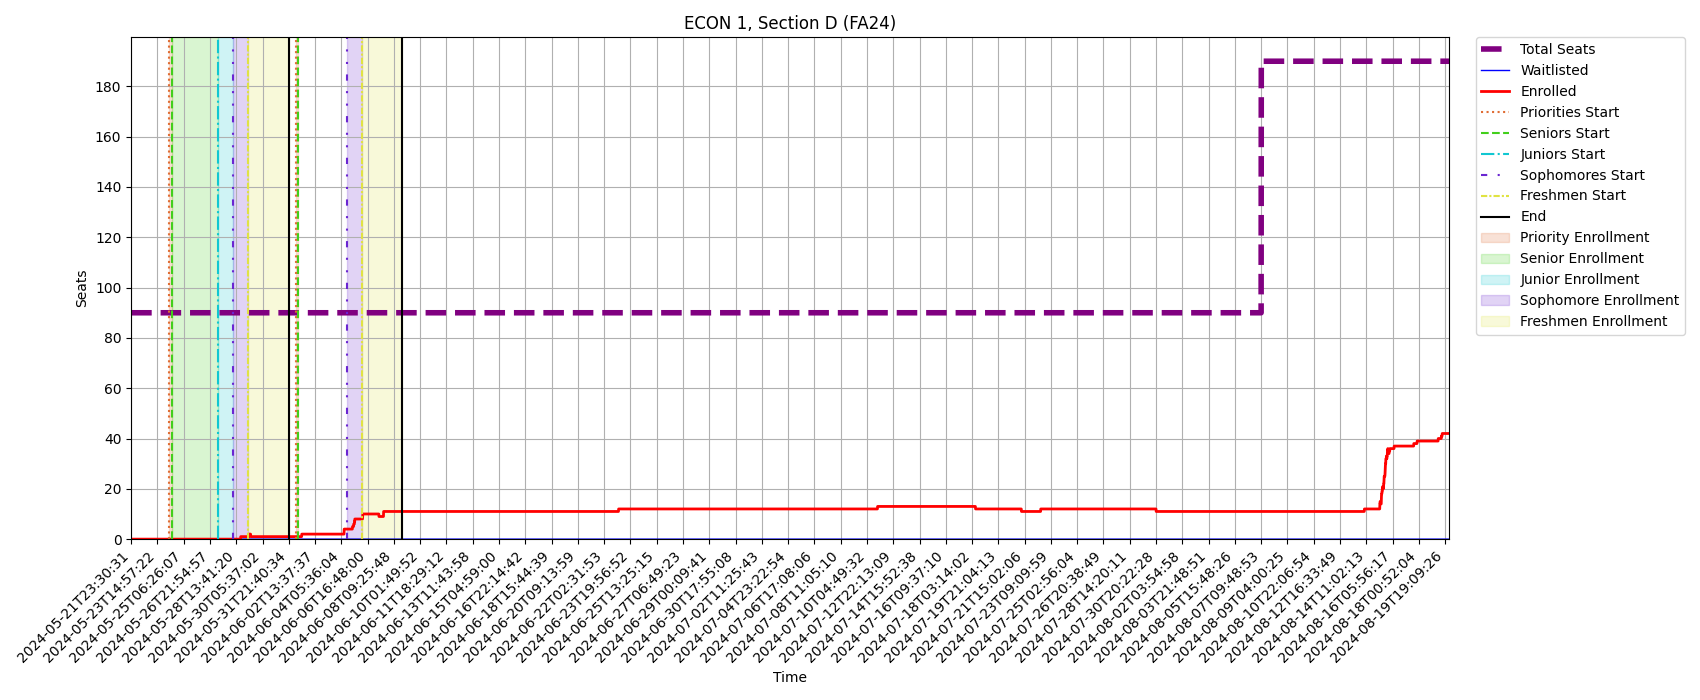 ECON 1, Section D (FA24)
Total Seats
Waitlisted
Enrolled
Priorities Start
Seniors Start
Juniors Start
Sophomores Start
Freshmen Start
End
Priority Enrollment
Senior Enrollment
Junior Enrollment
Sophomore Enrollment
Freshmen Enrollment
Seats
180
160
140
120
100
80
60
40
20
0
2024-05-21T23:30:31
2024-05-23T14:57:22
2024-05-25T06:26:07
2024-05-26T21:54:57
2024-05-28T13:41:20
2024-05-30T05:37:02
2024-05-31T21:40:34
2024-06-02T13:37:37
2024-06-04T05:36:04
2024-06-06T16:48:00
2024-06-08T09:25:48
2024-06-10T01:49:52
2024-06-11T18:29:12
2024-06-13T11:43:58
2024-06-15T04:59:00
2024-06-16T22:14:42
2024-06-18T15:44:39
2024-06-20T09:13:59
2024-06-22T02:31:53
2024-06-23T19:56:52
2024-06-25T13:25:15
2024-06-27T06:49:23
2024-06-29T00:09:41
2024-06-30T17:55:08
2024-07-02T11:25:43
2024-07-04T23:22:54
2024-07-06T17:08:06
2024-07-08T11:05:10
2024-07-10T04:49:32
2024-07-12T22:13:09
2024-07-14T15:52:38
2024-07-16T09:37:10
2024-07-18T03:14:02
2024-07-19T21:04:13
2024-07-21T15:02:06
2024-07-23T09:09:59
2024-07-25T02:56:04
2024-07-26T20:38:49
2024-07-28T14:20:11
2024-07-30T20:22:28
2024-08-02T03:54:58
2024-08-03T21:48:51
2024-08-05T15:48:26
2024-08-07T09:48:53
2024-08-09T04:00:25
2024-08-10T22:06:54
2024-08-12T16:33:49
2024-08-14T11:02:13
2024-08-16T05:56:17
2024-08-18T00:52:04
2024-08-19T19:09:26
Time